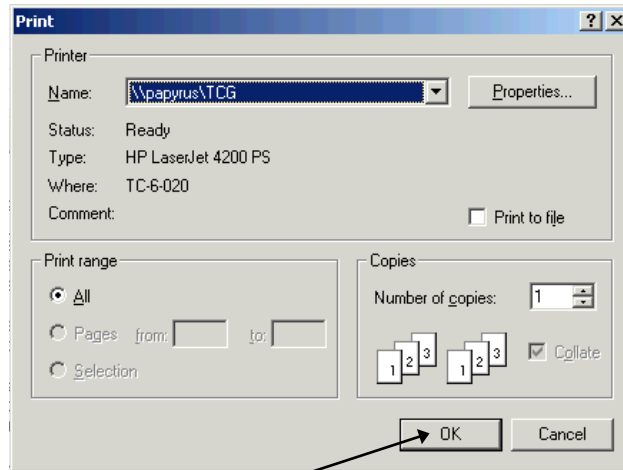 Print
Printer
Name: \\papyrus\TCG Properties...
Status: Ready
Type: HP LaserJet 4200 PS
Where: TC-6-020
Comment: Print to file
Print range
All
Pages from: to:
Selection
Copies
Number of copies: 1
1 2 3 1 2 3 Collate
OK Cancel